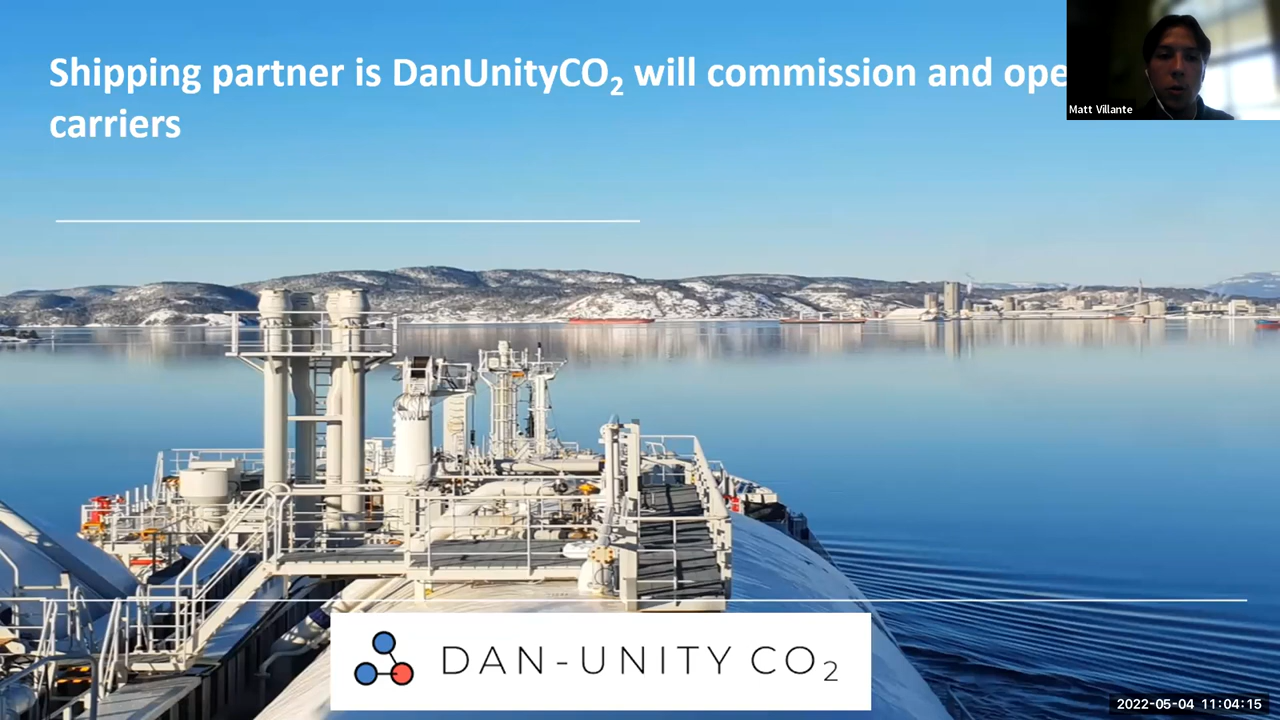 Shipping partner is DanUnityCO₂ will commission and ope
carriers
Matt Villante
DAN-UNITY CO₂
2022-05-04 11:04:15